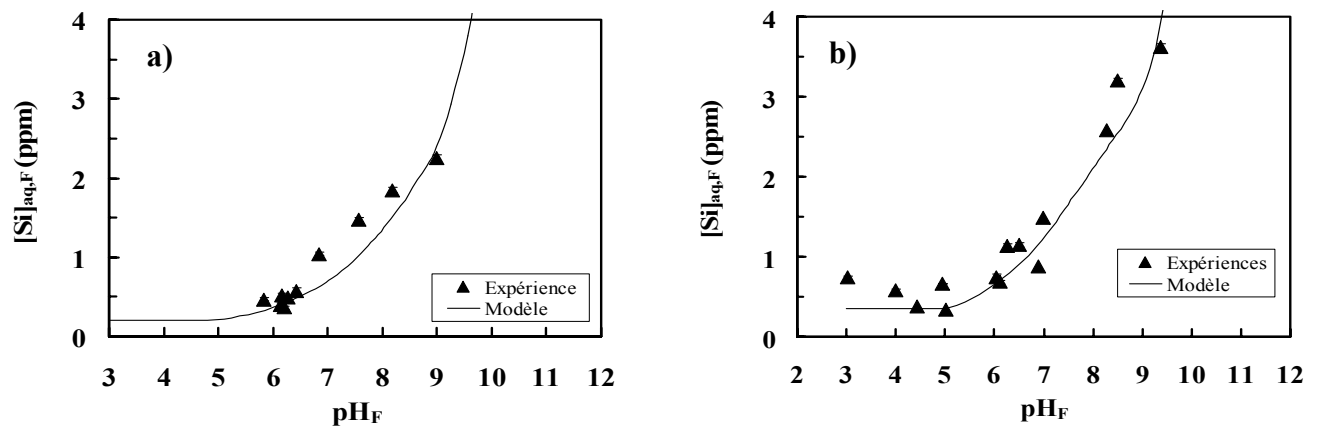 a)
[Si]aq,F (ppm)
4
3
2
1
0
Expérience
Modèle
3 4 5 6 7 8 9 10 11 12
pHF
b)
[Si]aq,F (ppm)
4
3
2
1
0
Expériences
Modèle
2 3 4 5 6 7 8 9 10 11 12
pHF